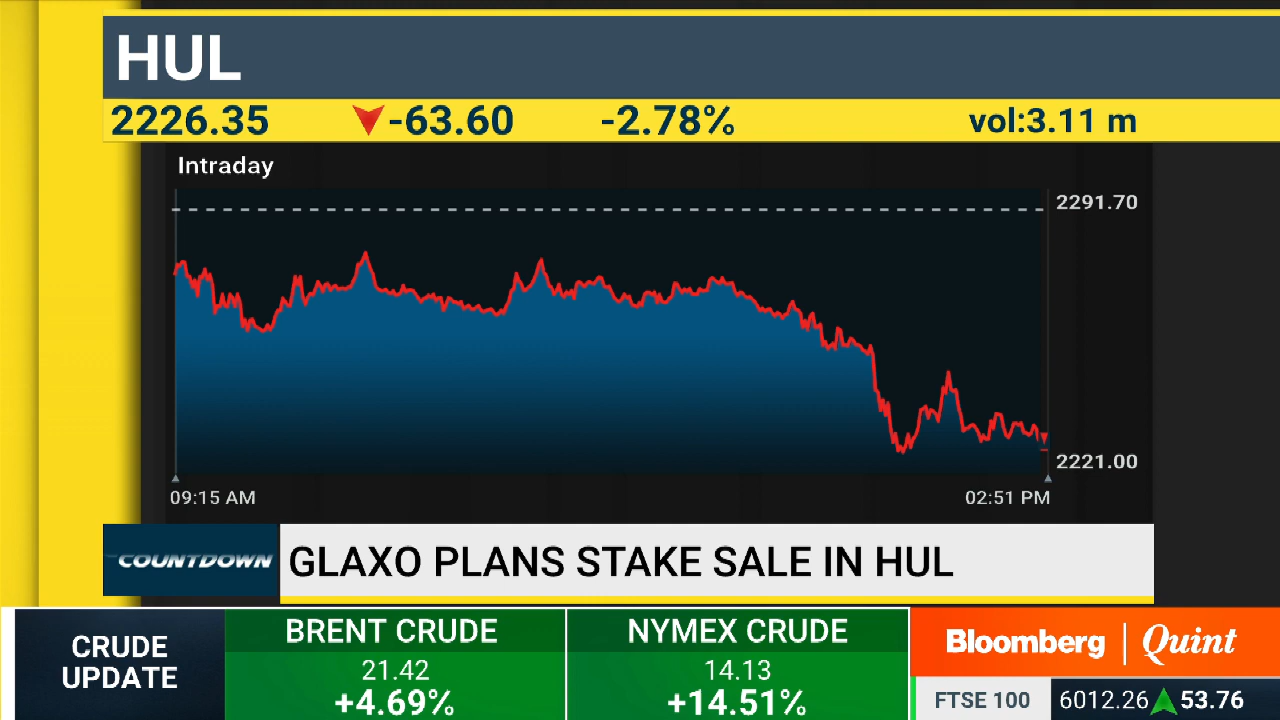 HUL
2226.35 -63.60 -2.78% vol:3.11 m
Intraday
2291.70
2221.00
09:15 AM 02:51 PM
COUNTDOWN GLAXO PLANS STAKE SALE IN HUL
CRUDE UPDATE
BRENT CRUDE
21.42
+4.69%
NYMEX CRUDE
14.13
+14.51%
Bloomberg | Quint
FTSE 100 6012.26 53.76